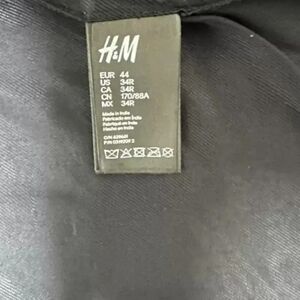 H&M
EUR 44
US 34R
CA 34R
CN 170/88A
MX 34R
Made in India
Fabricado em Índia
Fabriqué en Inde
Hecho en India
O/N
P/N